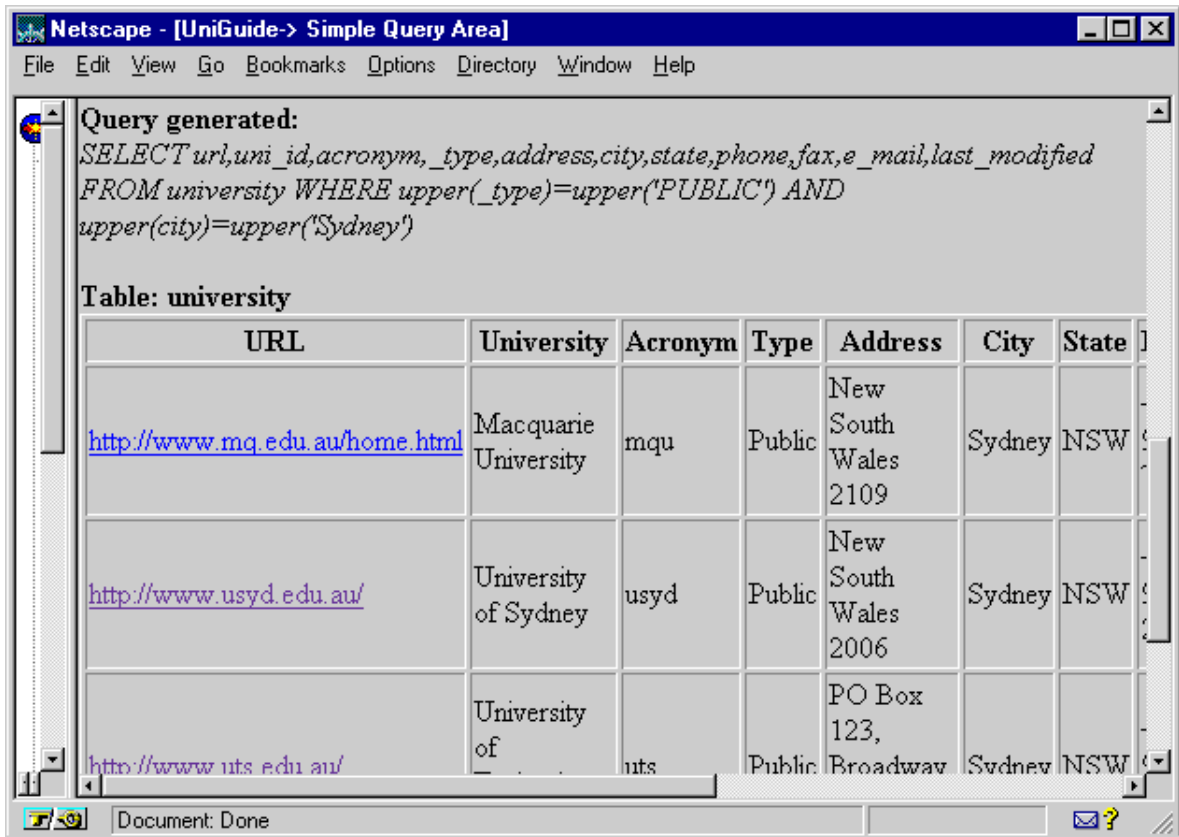 Netscape - [UniGuide-> Simple Query Area]
File Edit View Go Bookmarks Options Directory Window Help
Query generated:
SELECT url,uni_id,acronym,_type,address,city,state,phone,fax,e_mail,last_modified
FROM university WHERE upper(_type)=upper('PUBLIC') AND
upper(city)=upper('Sydney')
Table: university
URL University Acronym Type Address City State
http://www.mq.edu.au/home.html Macquarie University mqu Public New South Wales 2109 Sydney NSW
http://www.usyd.edu.au/ University of Sydney usyd Public New South Wales 2006 Sydney NSW
http://www.uts.edu.au/ University of uts Public PO Box 123, Broadway Sydney NSW
Document: Done